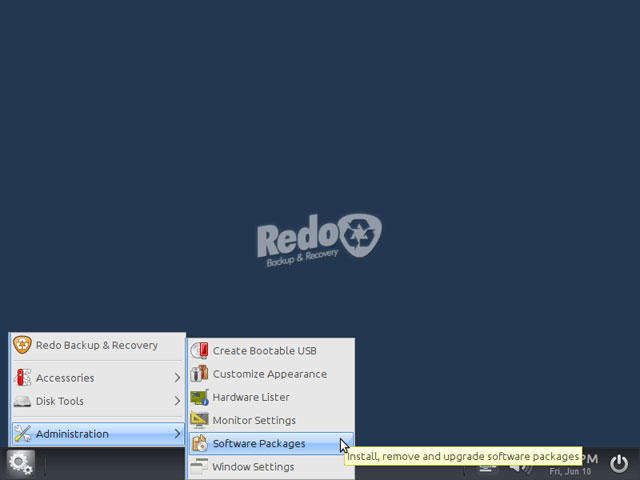 Redo
Backup & Recovery
Redo Backup & Recovery
Accessories
Disk Tools
Administration
Create Bootable USB
Customize Appearance
Hardware Lister
Monitor Settings
Software Packages
Window Settings
Install, remove and upgrade software packages
PM
Fri, Jun 10